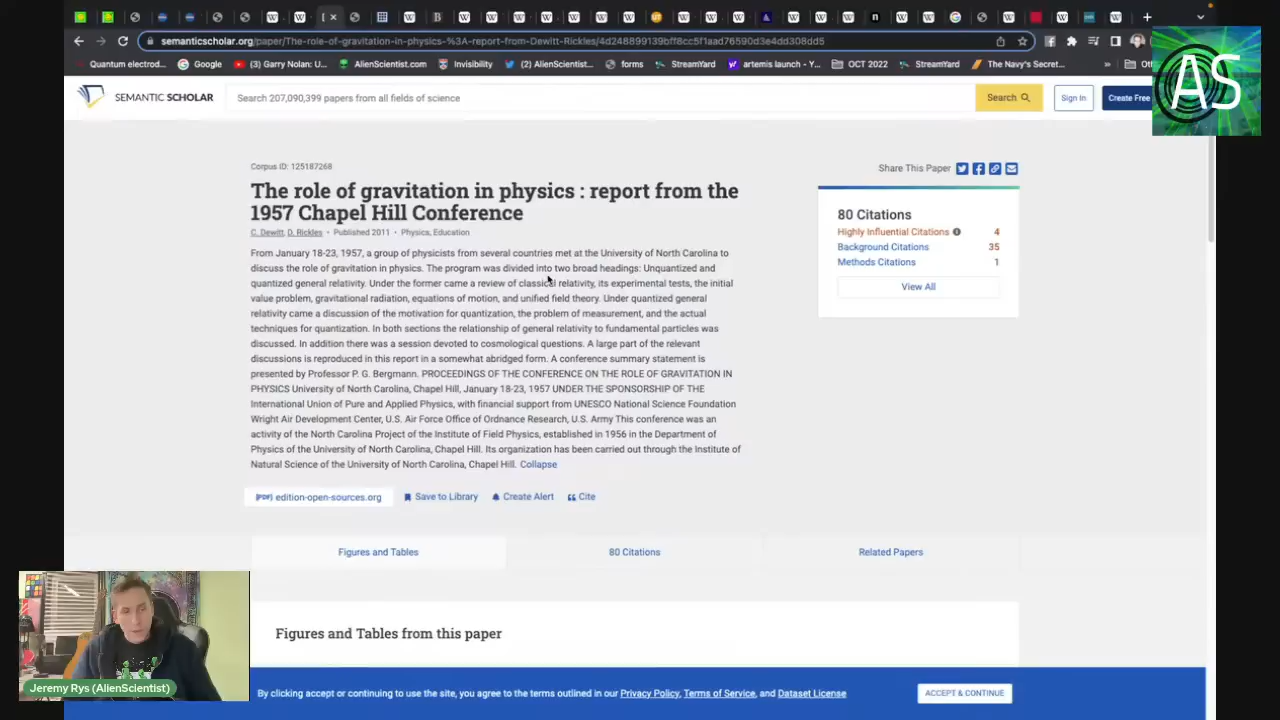 semanticscholar.org/paper/The-role-of-gravitation-in-physics-%3A-report-from-Dewitt-Rickles/4d248899139bff8cc5f1aad76590d3e4dd308dd5
Quantum electrod... Google (3) Garry Nolan: U... AlienScientist.com Invisibility (2) AlienScientist... forms StreamYard artemis launch - Y... OCT 2022 StreamYard The Navy's Secret... »
AS
SEMANTIC SCHOLAR Search 207,090,399 papers from all fields of science Search Sign In Create Free
Corpus ID: 125187268
Share This Paper
The role of gravitation in physics : report from the
1957 Chapel Hill Conference
C. Dewitt, D. Rickles • Published 2011 • Physics, Education
From January 18-23, 1957, a group of physicists from several countries met at the University of North Carolina to
discuss the role of gravitation in physics. The program was divided into two broad headings: Unquantized and
quantized general relativity. Under the former came a review of classical relativity, its experimental tests, the initial
value problem, gravitational radiation, equations of motion, and unified field theory. Under quantized general
relativity came a discussion of the motivation for quantization, the problem of measurement, and the actual
techniques for quantization. In both sections the relationship of general relativity to fundamental particles was
discussed. In addition there was a session devoted to cosmological questions. A large part of the relevant
discussions is reproduced in this report in a somewhat abridged form. A conference summary statement is
presented by Professor P. G. Bergmann. PROCEEDINGS OF THE CONFERENCE ON THE ROLE OF GRAVITATION IN
PHYSICS University of North Carolina, Chapel Hill, January 18-23, 1957 UNDER THE SPONSORSHIP OF THE
International Union of Pure and Applied Physics, with financial support from UNESCO National Science Foundation
Wright Air Development Center, U.S. Air Force Office of Ordnance Research, U.S. Army This conference was an
activity of the North Carolina Project of the Institute of Field Physics, established in 1956 in the Department of
Physics of the University of North Carolina, Chapel Hill. Its organization has been carried out through the Institute of
Natural Science of the University of North Carolina, Chapel Hill. Collapse
80 Citations
Highly Influential Citations 4
Background Citations 35
Methods Citations 1
View All
[PDF] edition-open-sources.org Save to Library Create Alert Cite
Figures and Tables 80 Citations Related Papers
Figures and Tables from this paper
Jeremy Rys (AlienScientist)
By clicking accept or continuing to use the site, you agree to the terms outlined in our Privacy Policy, Terms of Service, and Dataset License ACCEPT & CONTINUE